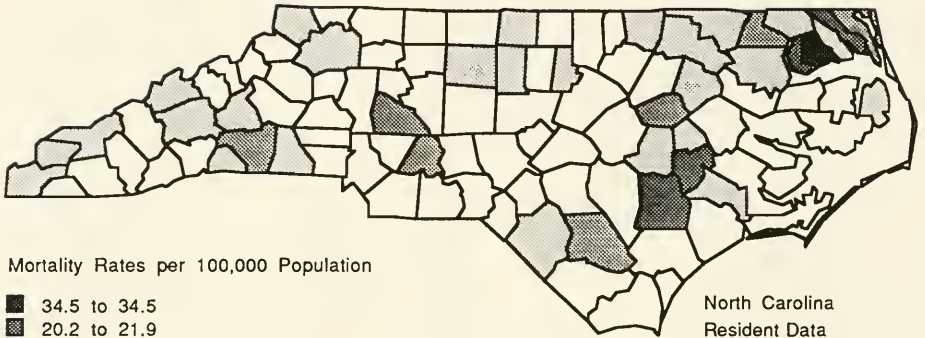 Mortality Rates per 100,000 Population
34.5 to 34.5
20.2 to 21.9
North Carolina
Resident Data